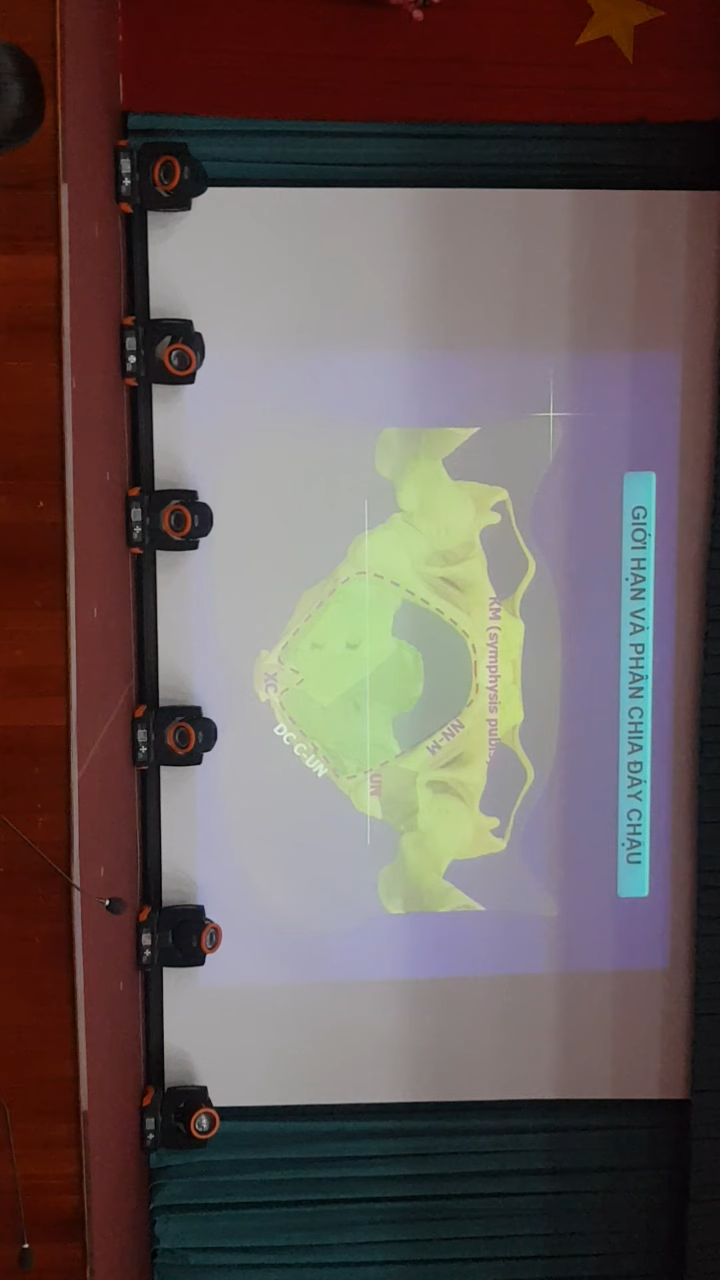 GIỚI HẠN VÀ PHÂN CHIA ĐÁY CHẬU
KM (symphysis pubi
NN-M
UN
DC C-UN
XC